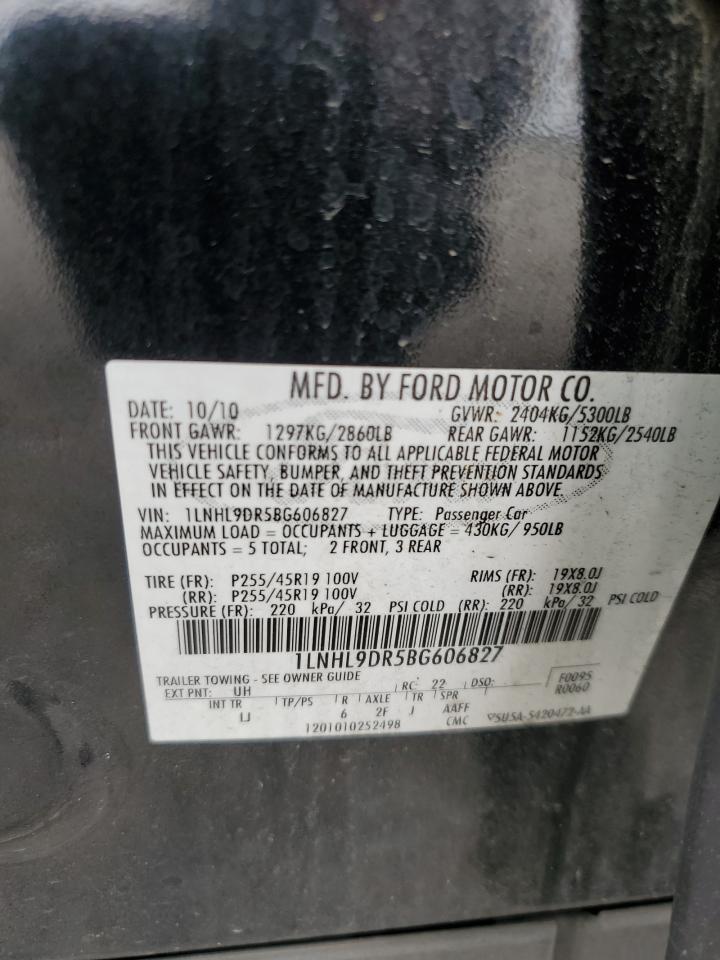 MFD. BY FORD MOTOR CO.
DATE: 10/10 GVWR: 2404KG/5300LB
FRONT GAWR: 1297KG/2860LB REAR GAWR: 1152KG/2540LB
THIS VEHICLE CONFORMS TO ALL APPLICABLE FEDERAL MOTOR
VEHICLE SAFETY, BUMPER, AND THEFT PREVENTION STANDARDS
IN EFFECT ON THE DATE OF MANUFACTURE SHOWN ABOVE
VIN: 1LNHL9DR5BG606827 TYPE: Passenger Car
MAXIMUM LOAD = OCCUPANTS + LUGGAGE = 430KG/ 950LB
OCCUPANTS = 5 TOTAL; 2 FRONT, 3 REAR
TIRE (FR): P255/45R19 100V RIMS (FR): 19X8.0J
(RR): P255/45R19 100V (RR): 19X8.0J
PRESSURE (FR): 220 kPa/ 32 PSI COLD (RR): 220 kPa/ 32 PSI COLD
1LNHL9DR5BG606827
TRAILER TOWING - SEE OWNER GUIDE
EXT PNT: UH RC: 22 DSO: F0095
R0060
INT TR TP/PS R AXLE TR SPR
IJ 6 2F J AAFF
1201010252498 CMC 5U5A-5420472-AA